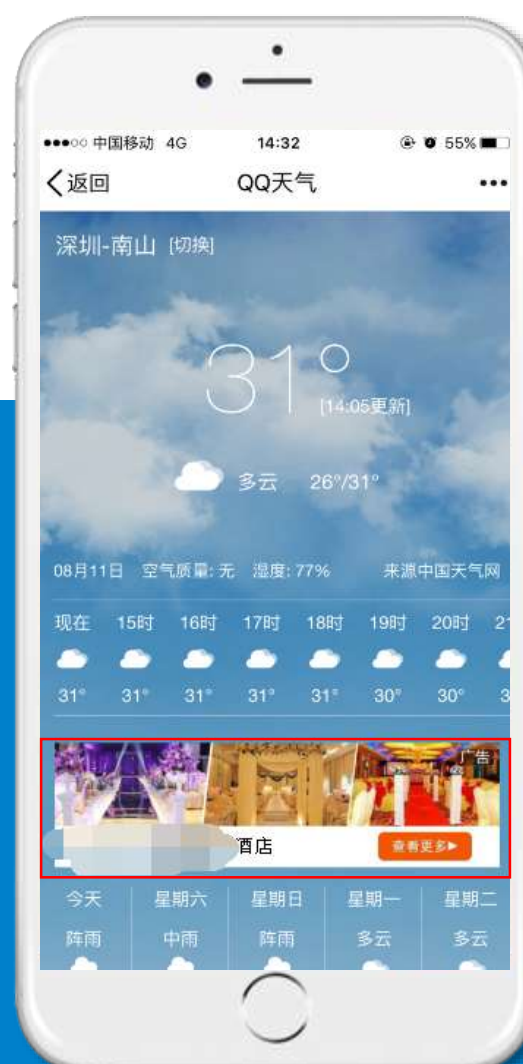 中国移动 4G 14:32 55%
返回 QQ天气
深圳-南山 [切换]
31°
[14:05更新]
多云 26°/31°
08月11日 空气质量:无 湿度:77% 来源中国天气网
现在 15时 16时 17时 18时 19时 20时
31° 31° 31° 31° 31° 30° 30°
广告
酒店 查看更多
今天 星期六 星期日 星期一 星期二
阵雨 中雨 阵雨 多云 多云